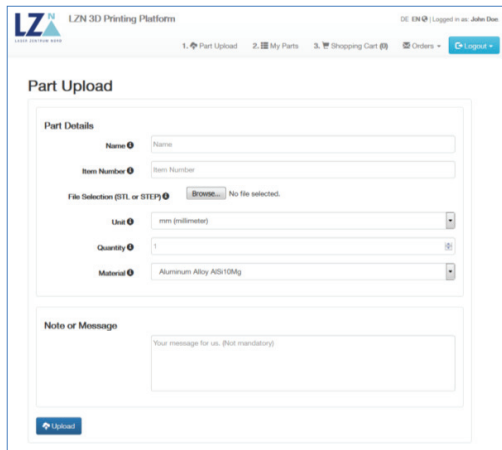 LZN
LASER ZENTRUM NORD
LZN 3D Printing Platform
DE EN | Logged in as: John Doe
1. Part Upload 2. My Parts 3. Shopping Cart (0) Orders Logout
Part Upload
Part Details
Name Name
Item Number Item Number
File Selection (STL or STEP) Browse... No file selected.
Unit mm (millimeter)
Quantity 1
Material Aluminum Alloy AlSi10Mg
Note or Message
Your message for us. (Not mandatory)
Upload